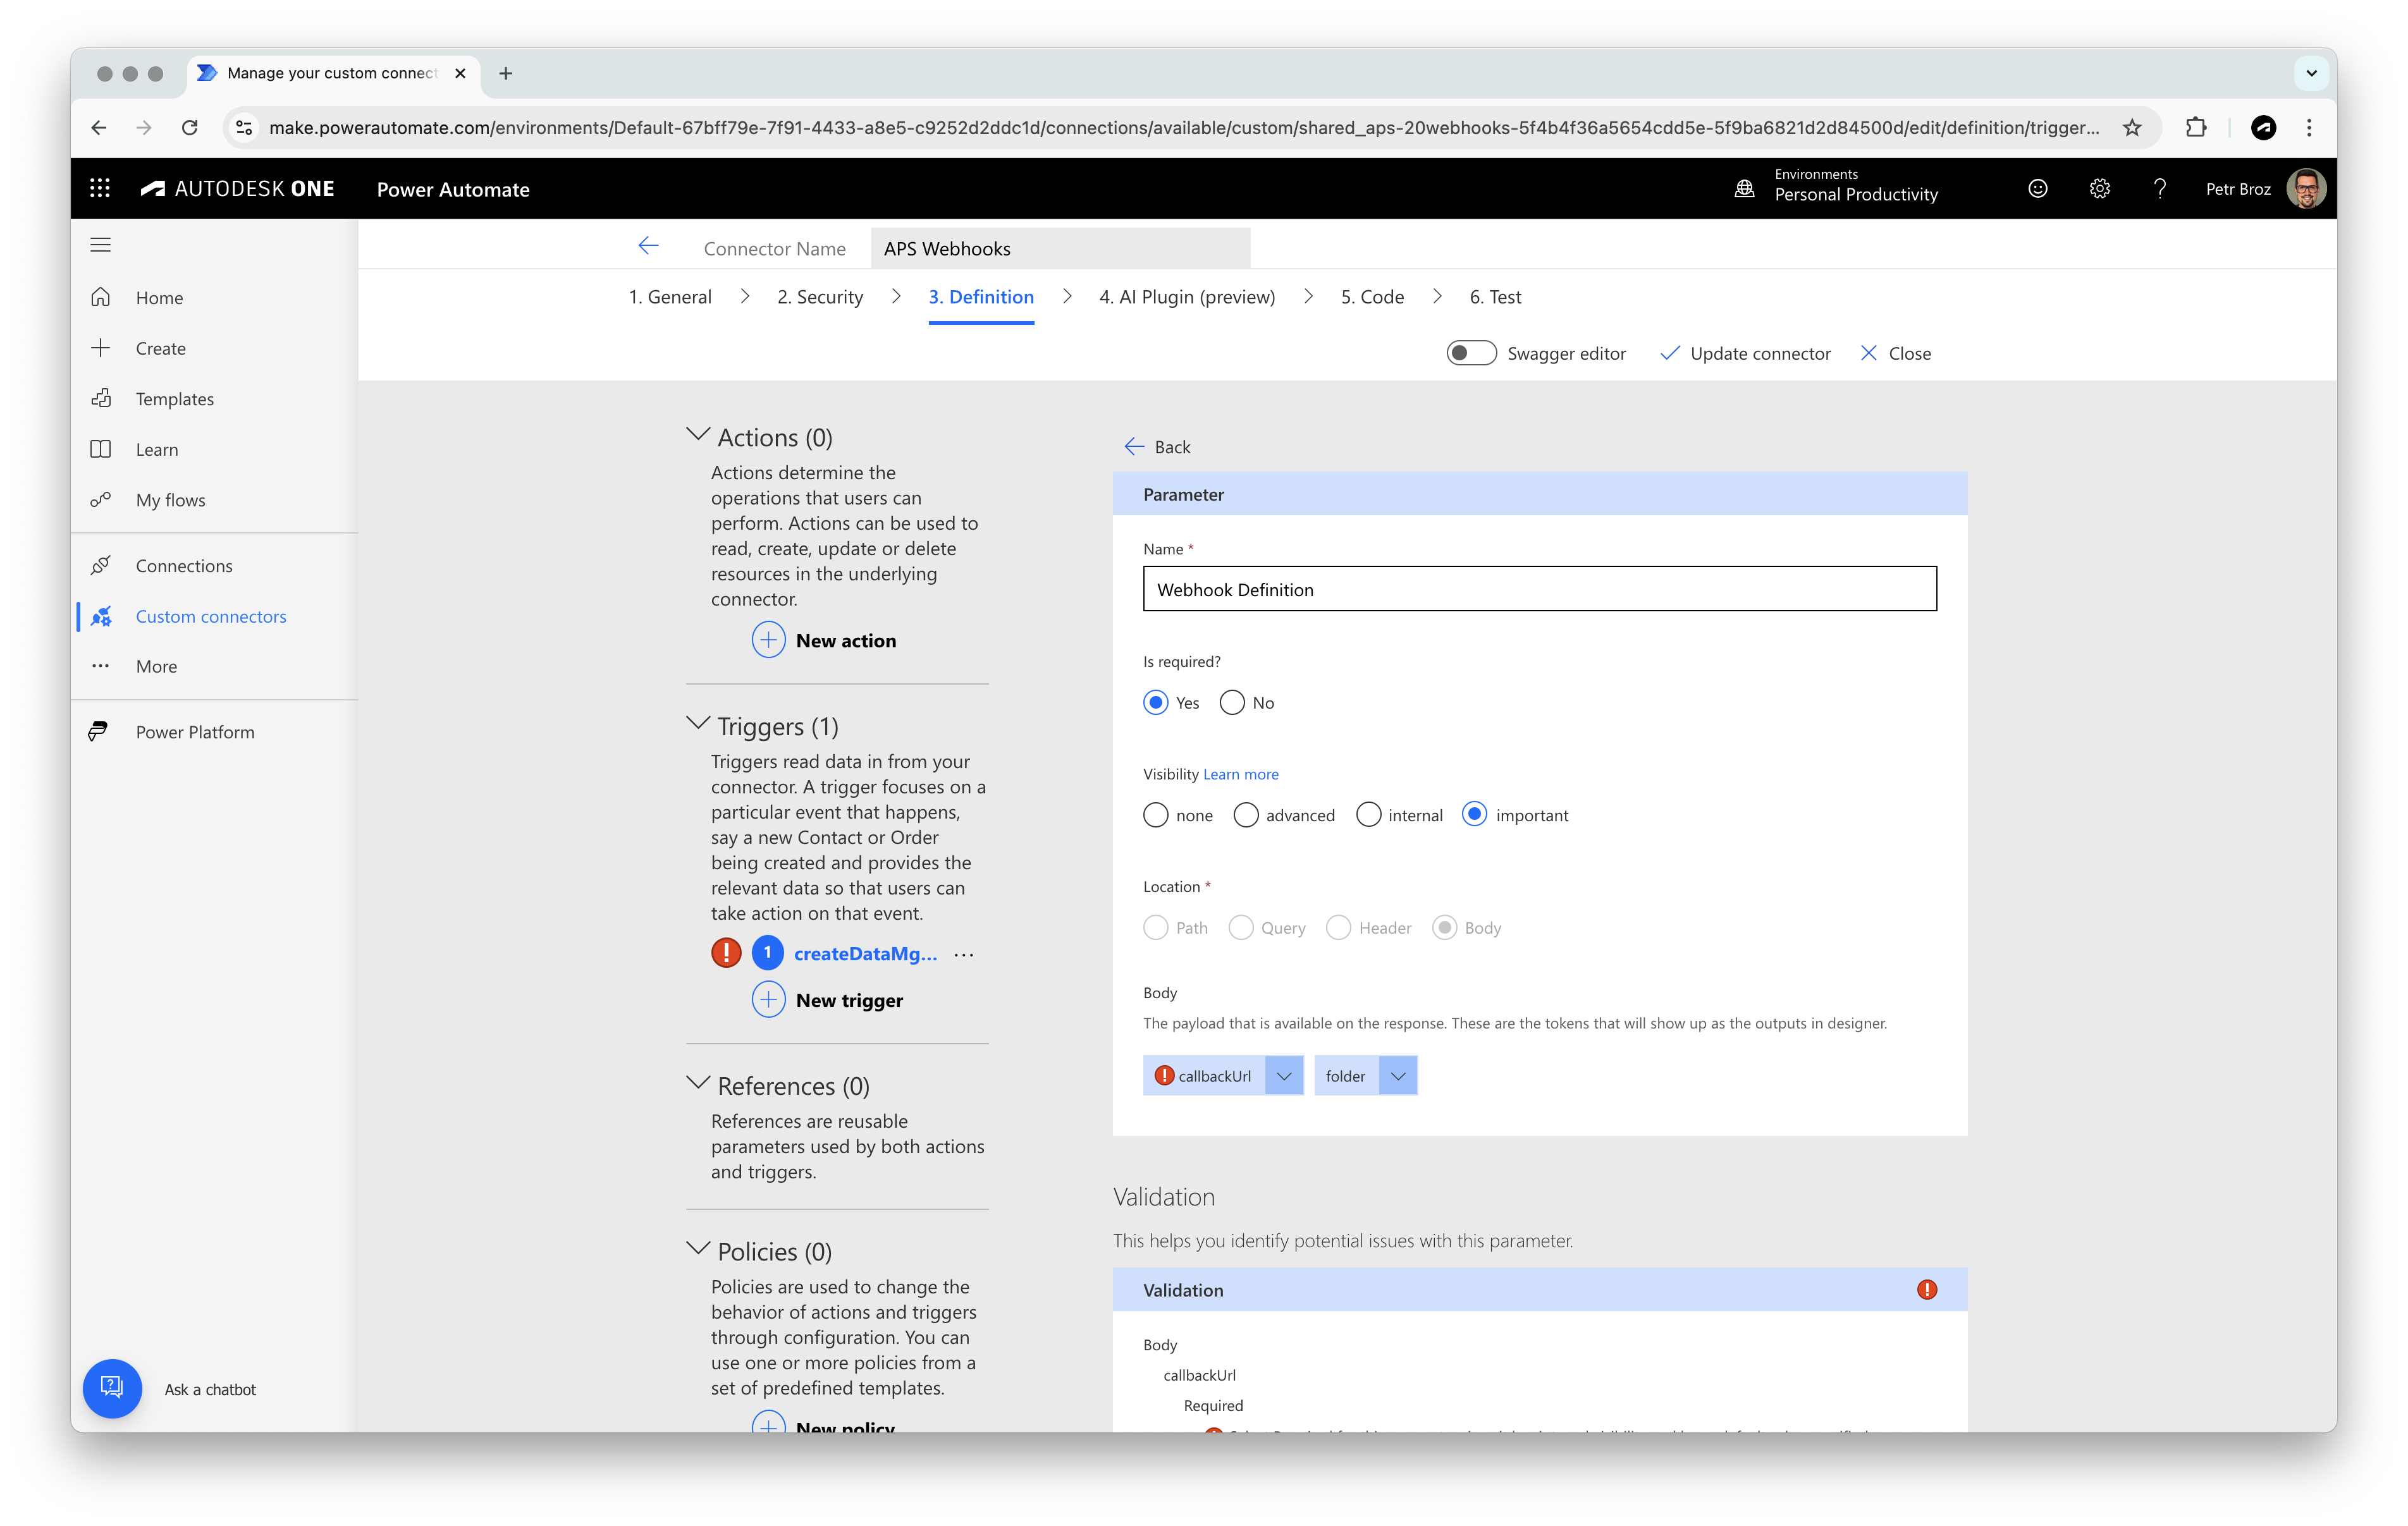 Manage your custom connect
make.powerautomate.com/environments/Default-67bff79e-7f91-4433-a8e5-c9252d2ddc1d/connections/available/custom/shared_aps-20webhooks-5f4b4f36a5654cdd5e-5f9ba6821d2d84500d/edit/definition/trigger...
AUTODESK ONE
Power Automate
Environments
Personal Productivity
Petr Broz
Home
Create
Templates
Learn
My flows
Connections
Custom connectors
More
Power Platform
Ask a chatbot
Connector Name
APS Webhooks
1. General
2. Security
3. Definition
4. AI Plugin (preview)
5. Code
6. Test
Swagger editor
Update connector
Close
Actions (0)
Actions determine the
operations that users can
perform. Actions can be used to
read, create, update or delete
resources in the underlying
connector.
New action
Triggers (1)
Triggers read data in from your
connector. A trigger focuses on a
particular event that happens,
say a new Contact or Order
being created and provides the
relevant data so that users can
take action on that event.
1 createDataMg... ...
New trigger
References (0)
References are reusable
parameters used by both actions
and triggers.
Policies (0)
Policies are used to change the
behavior of actions and triggers
through configuration. You can
use one or more policies from a
set of predefined templates.
New policy
Back
Parameter
Name *
Webhook Definition
Is required?
Yes No
Visibility Learn more
none advanced internal important
Location *
Path Query Header Body
Body
The payload that is available on the response. These are the tokens that will show up as the outputs in designer.
callbackUrl folder
Validation
This helps you identify potential issues with this parameter.
Validation
Body
callbackUrl
Required